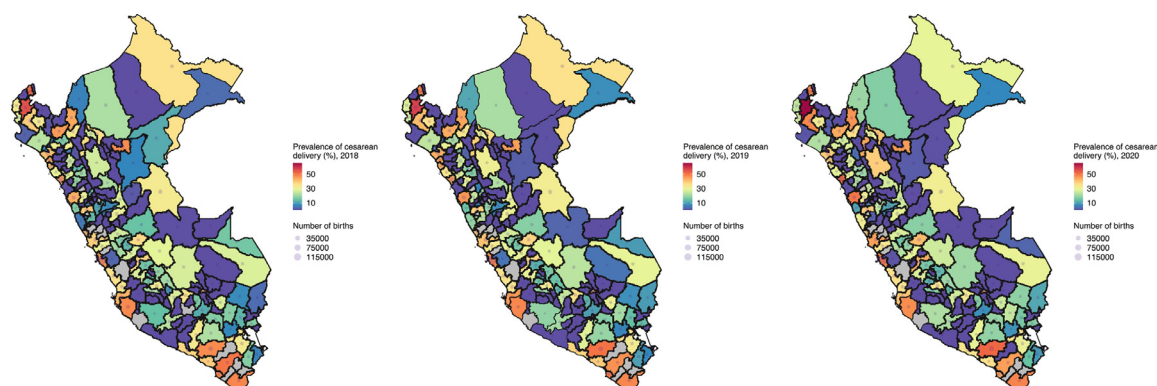 Prevalence of cesarean
delivery (%), 2018
50
30
10
Number of births
35000
75000
115000
Prevalence of cesarean
delivery (%), 2019
50
30
10
Number of births
35000
75000
115000
Prevalence of cesarean
delivery (%), 2020
50
30
10
Number of births
35000
75000
115000